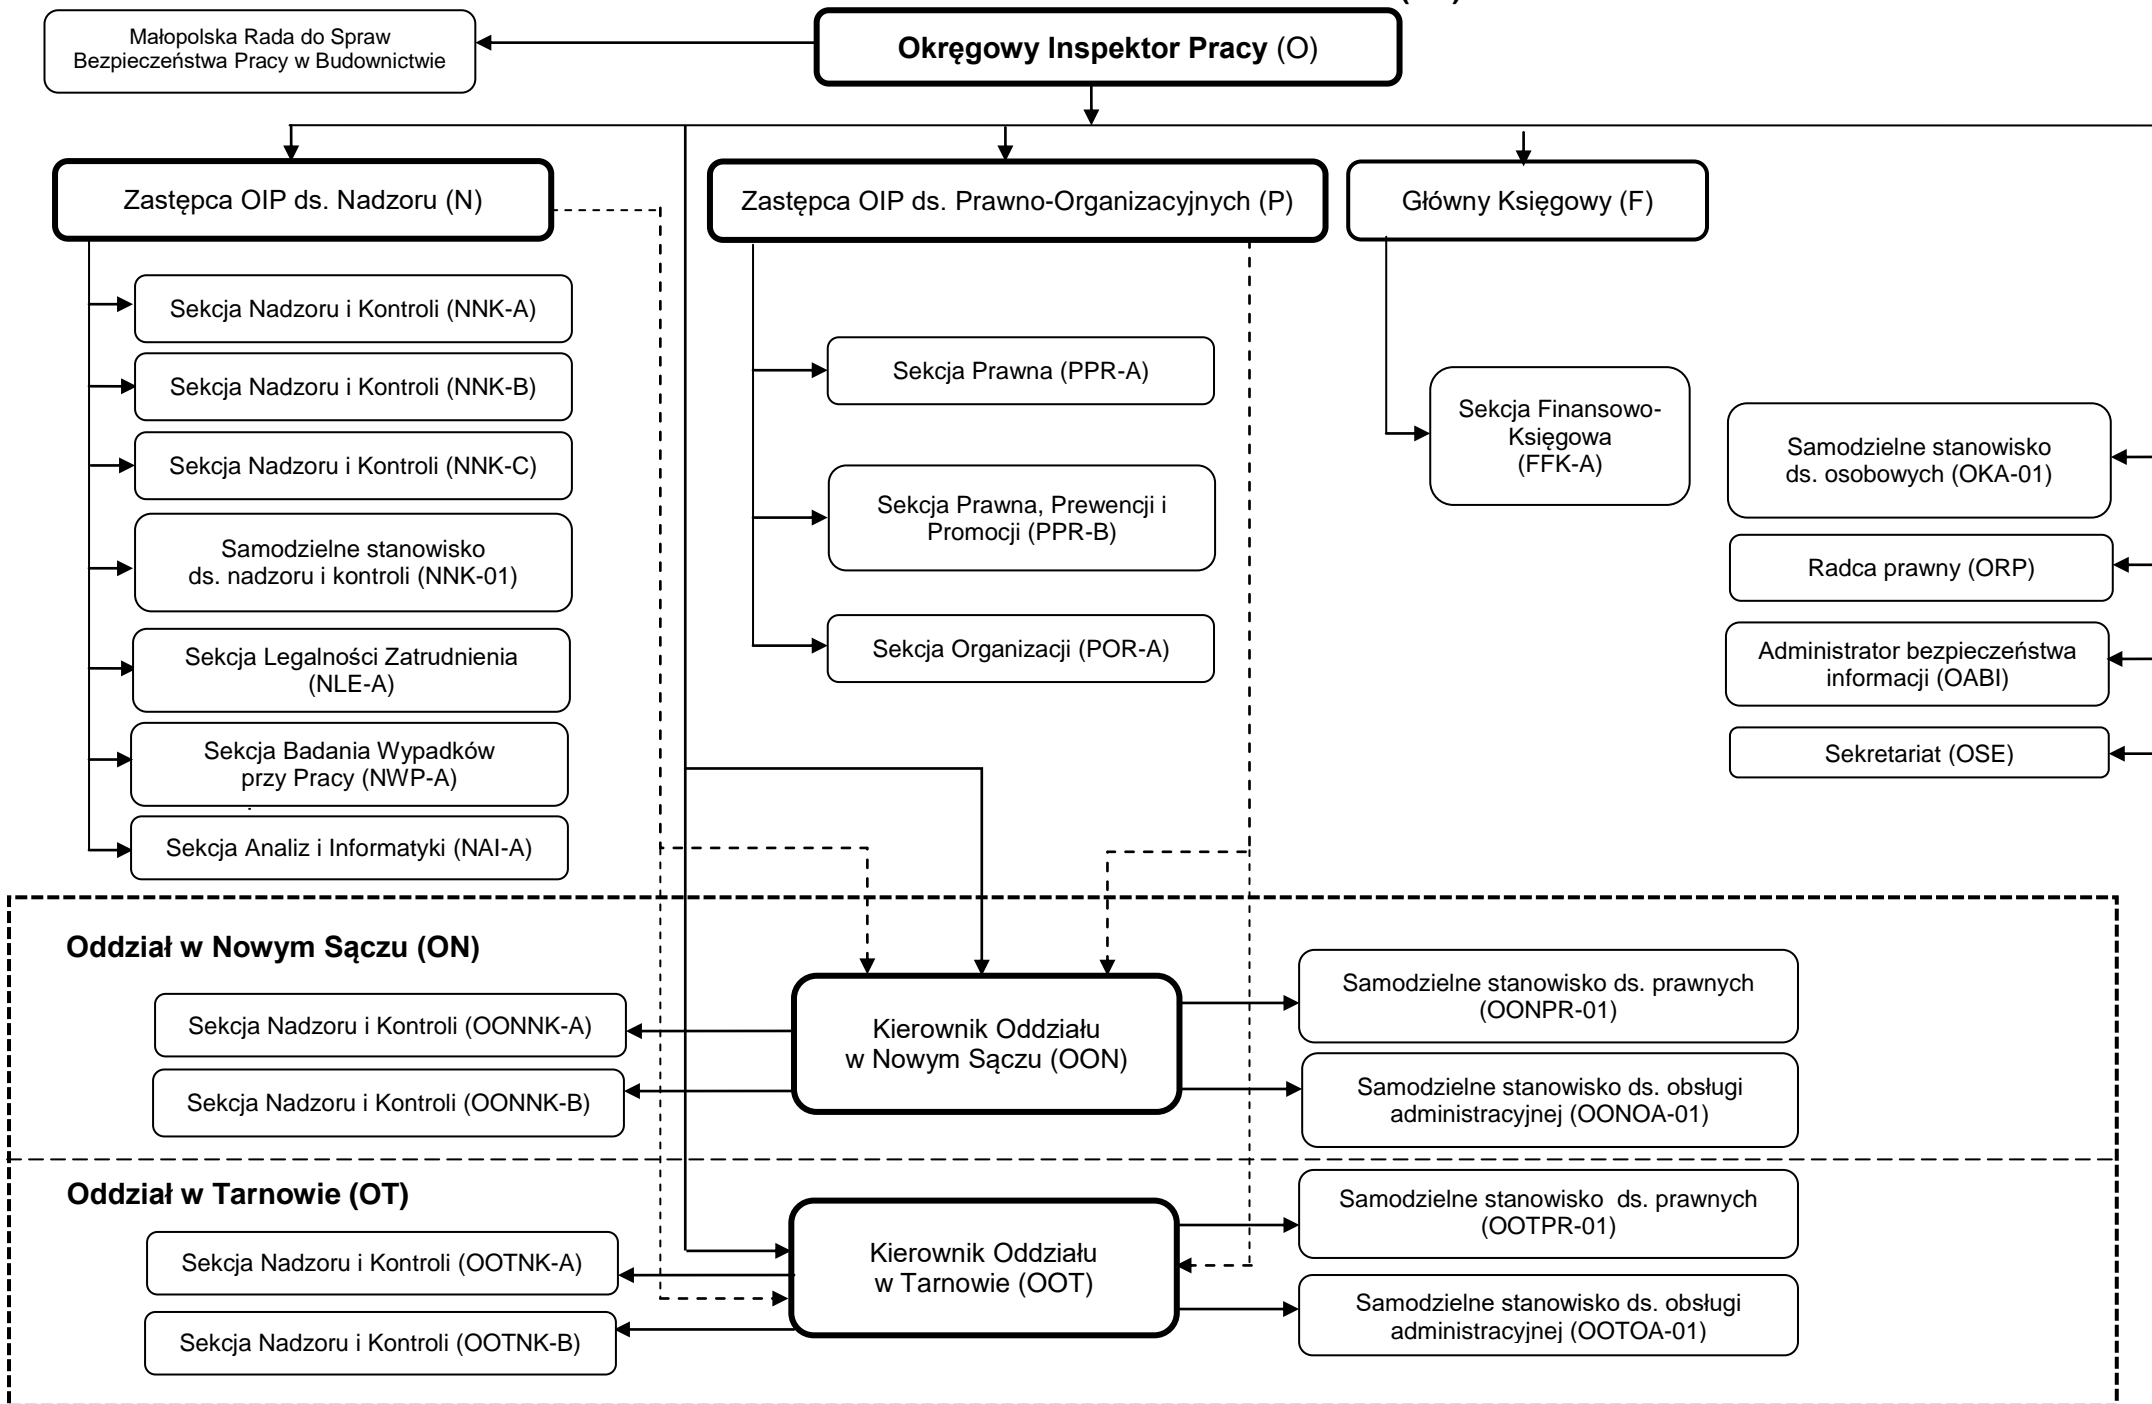 Małopolska Rada do Spraw
Bezpieczeństwa Pracy w Budownictwie
Okręgowy Inspektor Pracy (O)
Zastępca OIP ds. Nadzoru (N)
Zastępca OIP ds. Prawno-Organizacyjnych (P)
Główny Księgowy (F)
Sekcja Nadzoru i Kontroli (NNK-A)
Sekcja Nadzoru i Kontroli (NNK-B)
Sekcja Nadzoru i Kontroli (NNK-C)
Samodzielne stanowisko
ds. nadzoru i kontroli (NNK-01)
Sekcja Legalności Zatrudnienia
(NLE-A)
Sekcja Badania Wypadków
przy Pracy (NWP-A)
Sekcja Analiz i Informatyki (NAI-A)
Sekcja Prawna (PPR-A)
Sekcja Prawna, Prewencji i
Promocji (PPR-B)
Sekcja Organizacji (POR-A)
Sekcja Finansowo-
Księgowa
(FFK-A)
Samodzielne stanowisko
ds. osobowych (OKA-01)
Radca prawny (ORP)
Administrator bezpieczeństwa
informacji (OABI)
Sekretariat (OSE)
Oddział w Nowym Sączu (ON)
Sekcja Nadzoru i Kontroli (OONNK-A)
Sekcja Nadzoru i Kontroli (OONNK-B)
Kierownik Oddziału
w Nowym Sączu (OON)
Samodzielne stanowisko ds. prawnych
(OONPR-01)
Samodzielne stanowisko ds. obsługi
administracyjnej (OONOA-01)
Oddział w Tarnowie (OT)
Sekcja Nadzoru i Kontroli (OOTNK-A)
Sekcja Nadzoru i Kontroli (OOTNK-B)
Kierownik Oddziału
w Tarnowie (OOT)
Samodzielne stanowisko ds. prawnych
(OOTPR-01)
Samodzielne stanowisko ds. obsługi
administracyjnej (OOTOA-01)